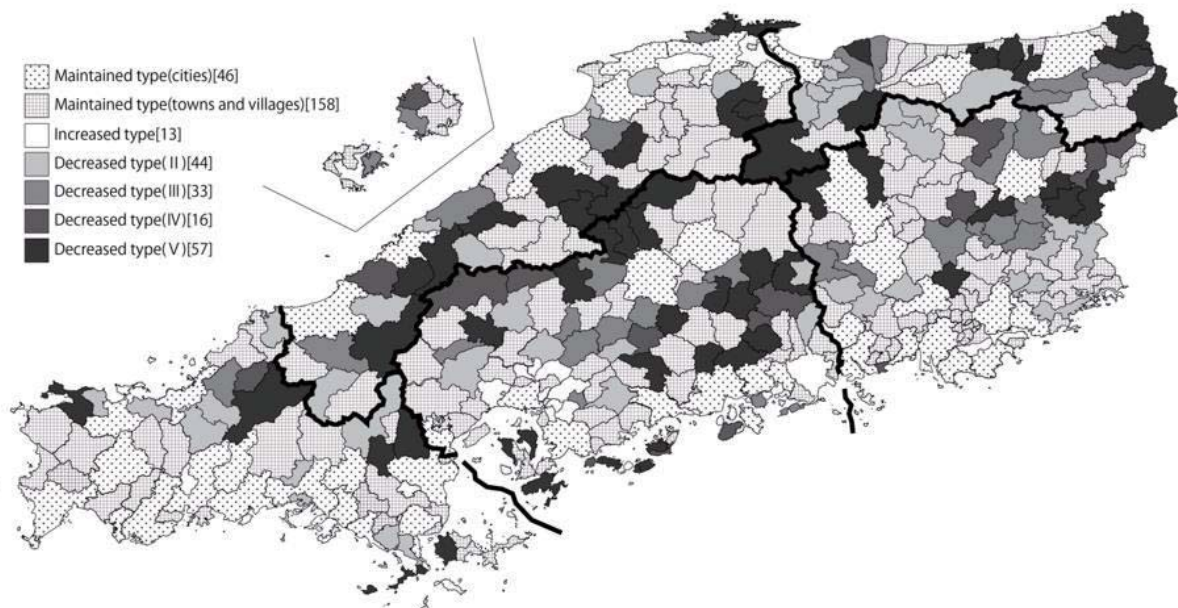 Maintained type(cities)[46]
Maintained type(towns and villages)[158]
Increased type[13]
Decreased type(Ⅱ)[44]
Decreased type(Ⅲ)[33]
Decreased type(Ⅳ)[16]
Decreased type(Ⅴ)[57]